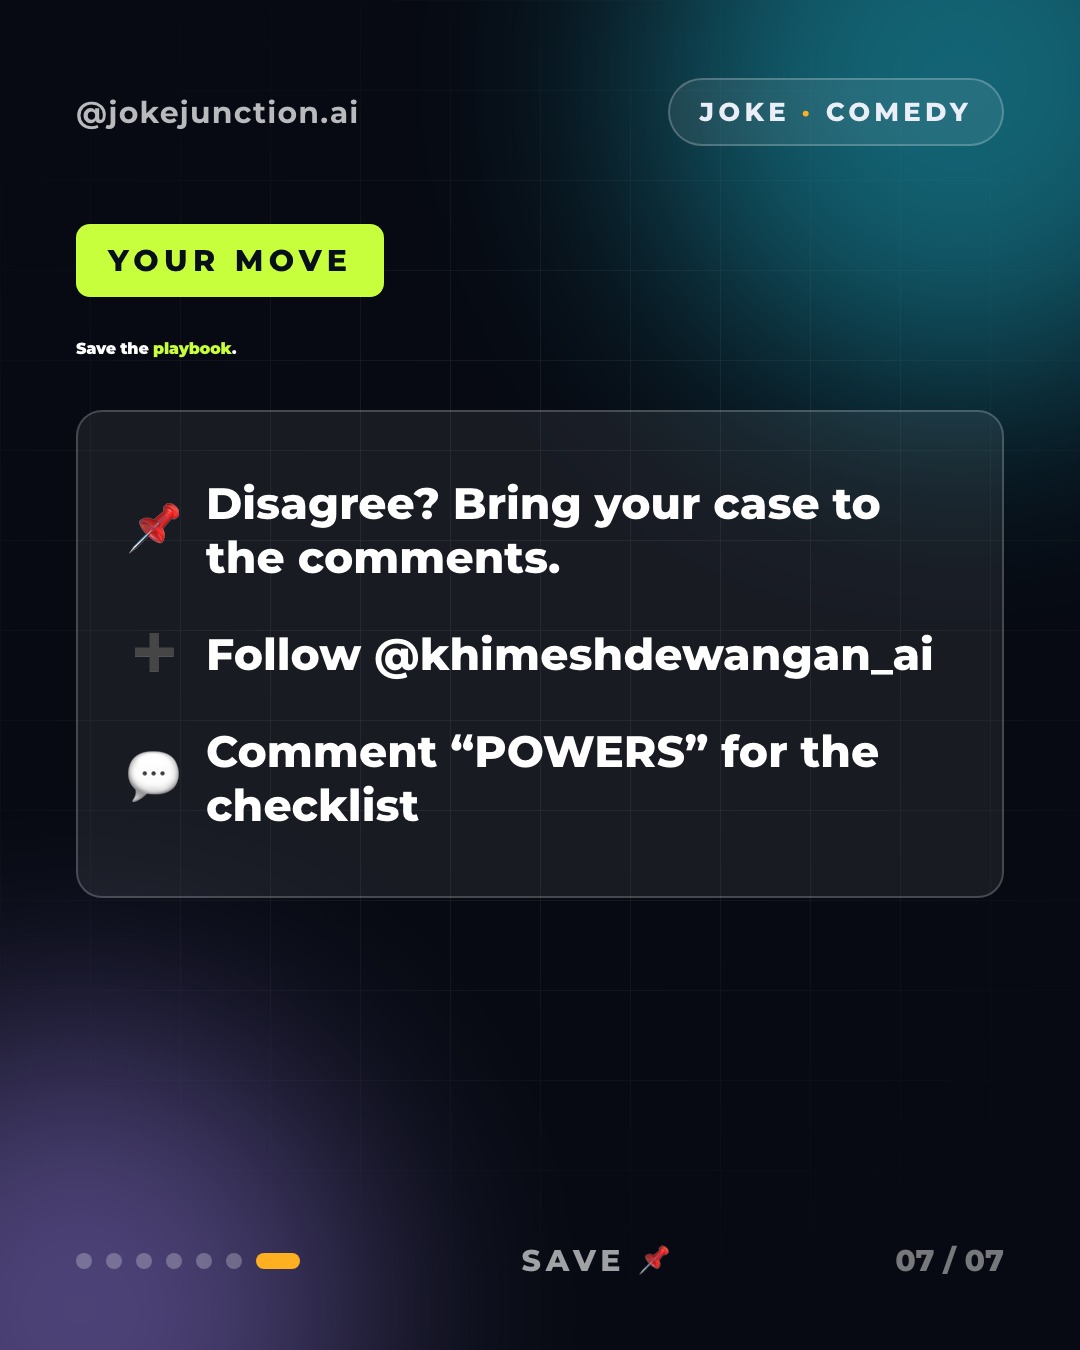 @jokejunction.ai
JOKE • COMEDY
YOUR MOVE
Save the playbook.
📌 Disagree? Bring your case to
the comments.
➕ Follow @khimeshdewangan_ai
💬 Comment “POWERS” for the
checklist
SAVE 📌
07 / 07